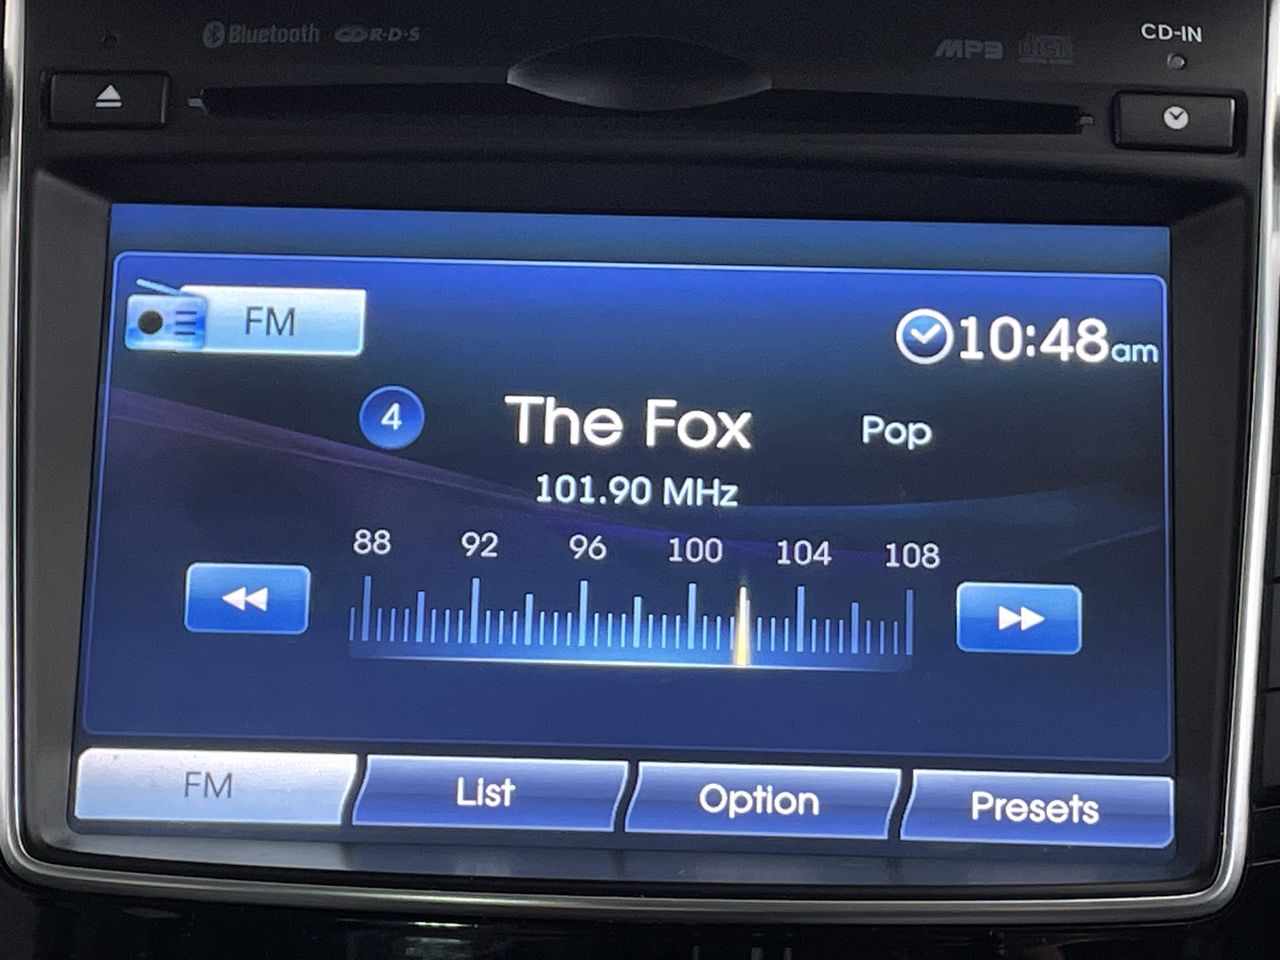 Bluetooth R·D·S
MP3 disc
CD-IN
FM
10:48am
4 The Fox Pop
101.90 MHz
88 92 96 100 104 108
FM List Option Presets